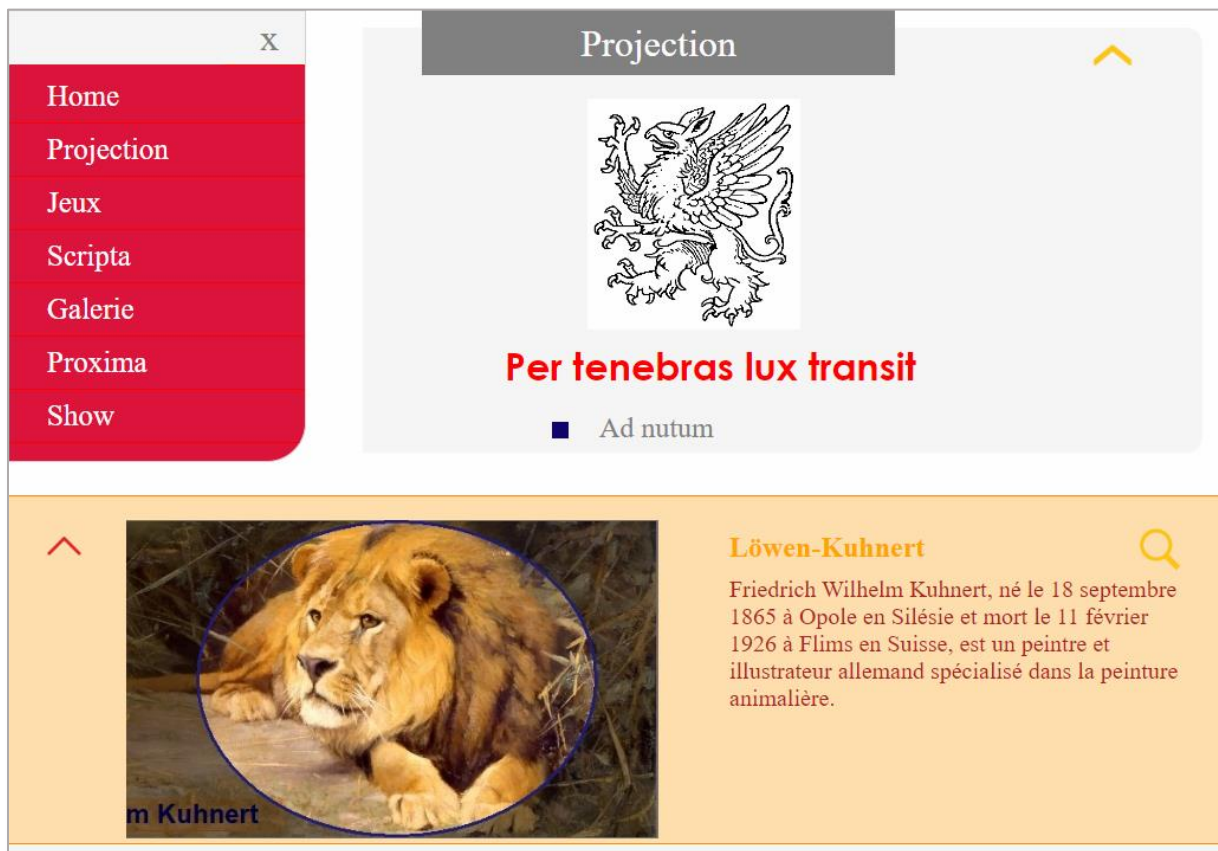 x
Home
Projection
Jeux
Scripta
Galerie
Proxima
Show
Projection
Per tenebras lux transit
Ad nutum
m Kuhnert
Löwen-Kuhnert
Friedrich Wilhelm Kuhnert, né le 18 septembre
1865 à Opole en Silésie et mort le 11 février
1926 à Flims en Suisse, est un peintre et
illustrateur allemand spécialisé dans la peinture
animalière.